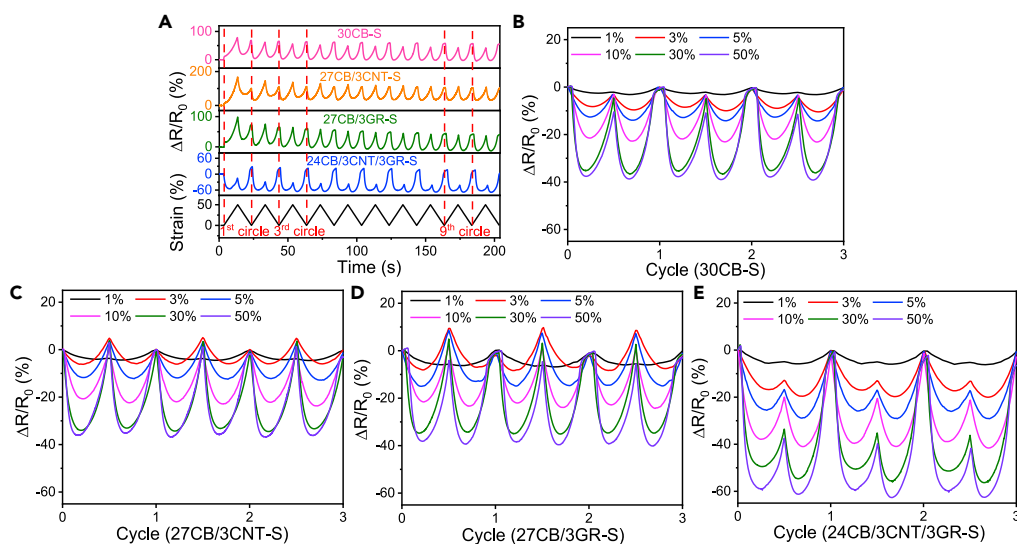 A
ΔR/R0 (%)
Strain (%)
100
0
30CB-S
200
0
27CB/3CNT-S
100
0
27CB/3GR-S
60
0
-60
24CB/3CNT/3GR-S
50
0
1st circle 3rd circle 9th circle
0 50 100 150 200
Time (s)
B
1% 3% 5%
10% 30% 50%
ΔR/R0 (%)
20
0
-20
-40
-60
0 1 2 3
Cycle (30CB-S)
C
1% 3% 5%
10% 30% 50%
ΔR/R0 (%)
20
0
-20
-40
-60
0 1 2 3
Cycle (27CB/3CNT-S)
D
1% 3% 5%
10% 30% 50%
ΔR/R0 (%)
20
0
-20
-40
-60
0 1 2 3
Cycle (27CB/3GR-S)
E
1% 3% 5%
10% 30% 50%
ΔR/R0 (%)
20
0
-20
-40
-60
0 1 2 3
Cycle (24CB/3CNT/3GR-S)